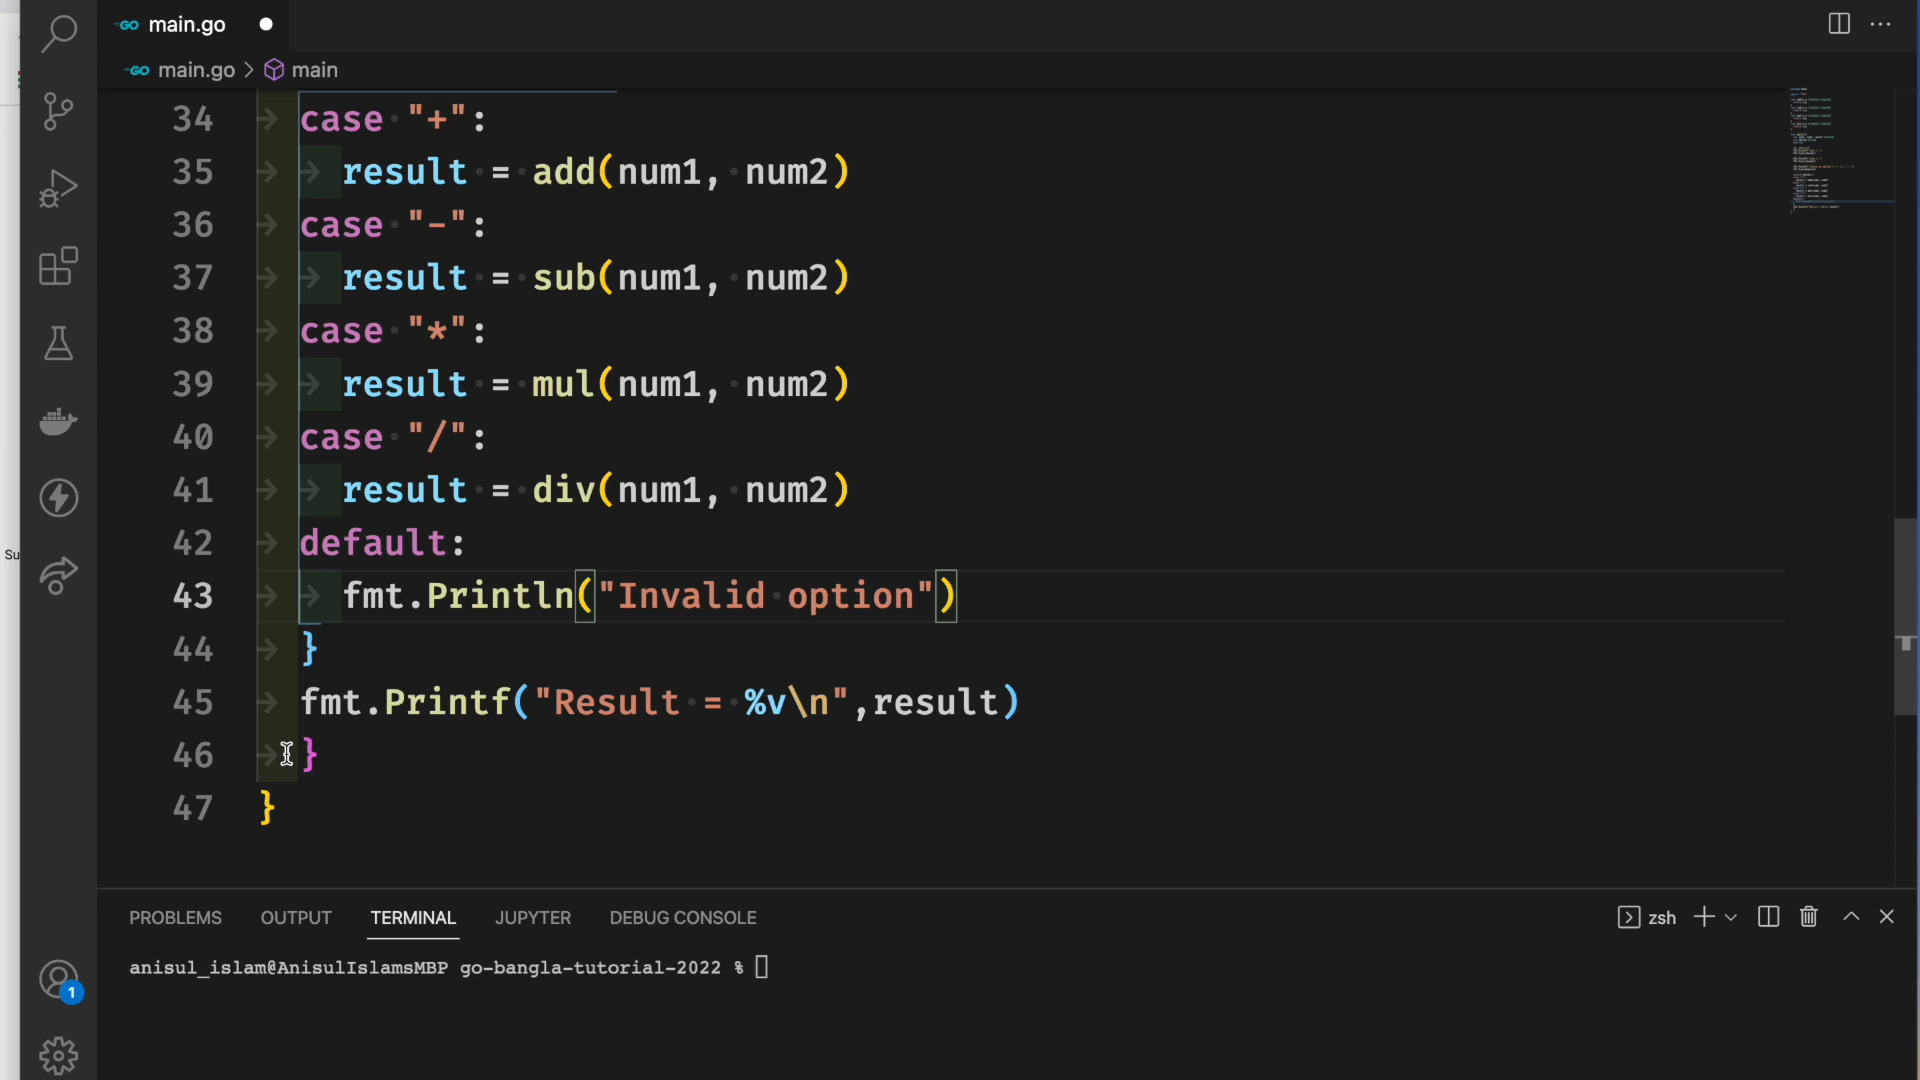 GO main.go
GO main.go > main
34 case "+":
35 result = add(num1, num2)
36 case "-":
37 result = sub(num1, num2)
38 case "*":
39 result = mul(num1, num2)
40 case "/":
41 result = div(num1, num2)
42 default:
43 fmt.Println("Invalid option")
44 }
45 fmt.Printf("Result = %v\n",result)
46 }
47 }
Su
PROBLEMS OUTPUT TERMINAL JUPYTER DEBUG CONSOLE
zsh
anisul_islam@AnisulIslamsMBP go-bangla-tutorial-2022 %
1